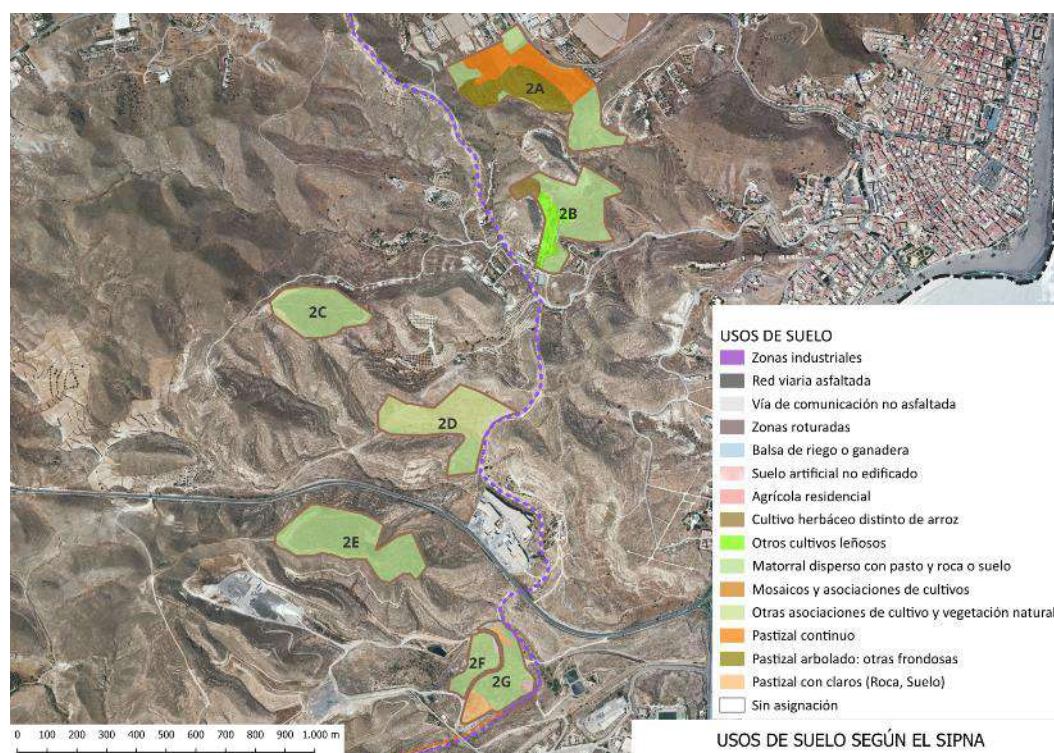 2A
2B
2C
2D
2E
2F
2G
USOS DE SUELO
Zonas industriales
Red viaria asfaltada
Vía de comunicación no asfaltada
Zonas roturadas
Balsa de riego o ganadera
Suelo artificial no edificado
Agrícola residencial
Cultivo herbáceo distinto de arroz
Otros cultivos leñosos
Matorral disperso con pasto y roca o suelo
Mosaicos y asociaciones de cultivos
Otras asociaciones de cultivo y vegetación natural
Pastizal continuo
Pastizal arbolado: otras frondosas
Pastizal con claros (Roca, Suelo)
Sin asignación
0 100 200 300 400 500 600 700 800 900 1.000 m
USOS DE SUELO SEGÚN EL SIPNA